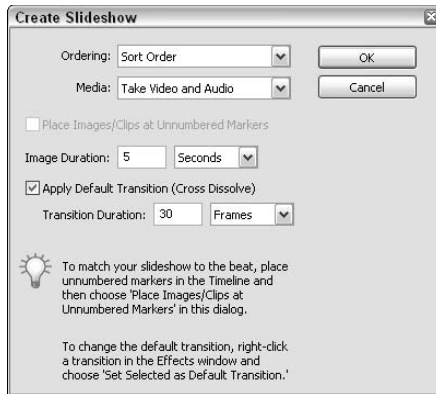 Create Slideshow
Ordering: Sort Order
OK
Media: Take Video and Audio
Cancel
Place Images/Clips at Unnumbered Markers
Image Duration: 5 Seconds
Apply Default Transition (Cross Dissolve)
Transition Duration: 30 Frames
To match your slideshow to the beat, place
unnumbered markers in the Timeline and
then choose 'Place Images/Clips at
Unnumbered Markers' in this dialog.
To change the default transition, right-click
a transition in the Effects window and
choose 'Set Selected as Default Transition.'